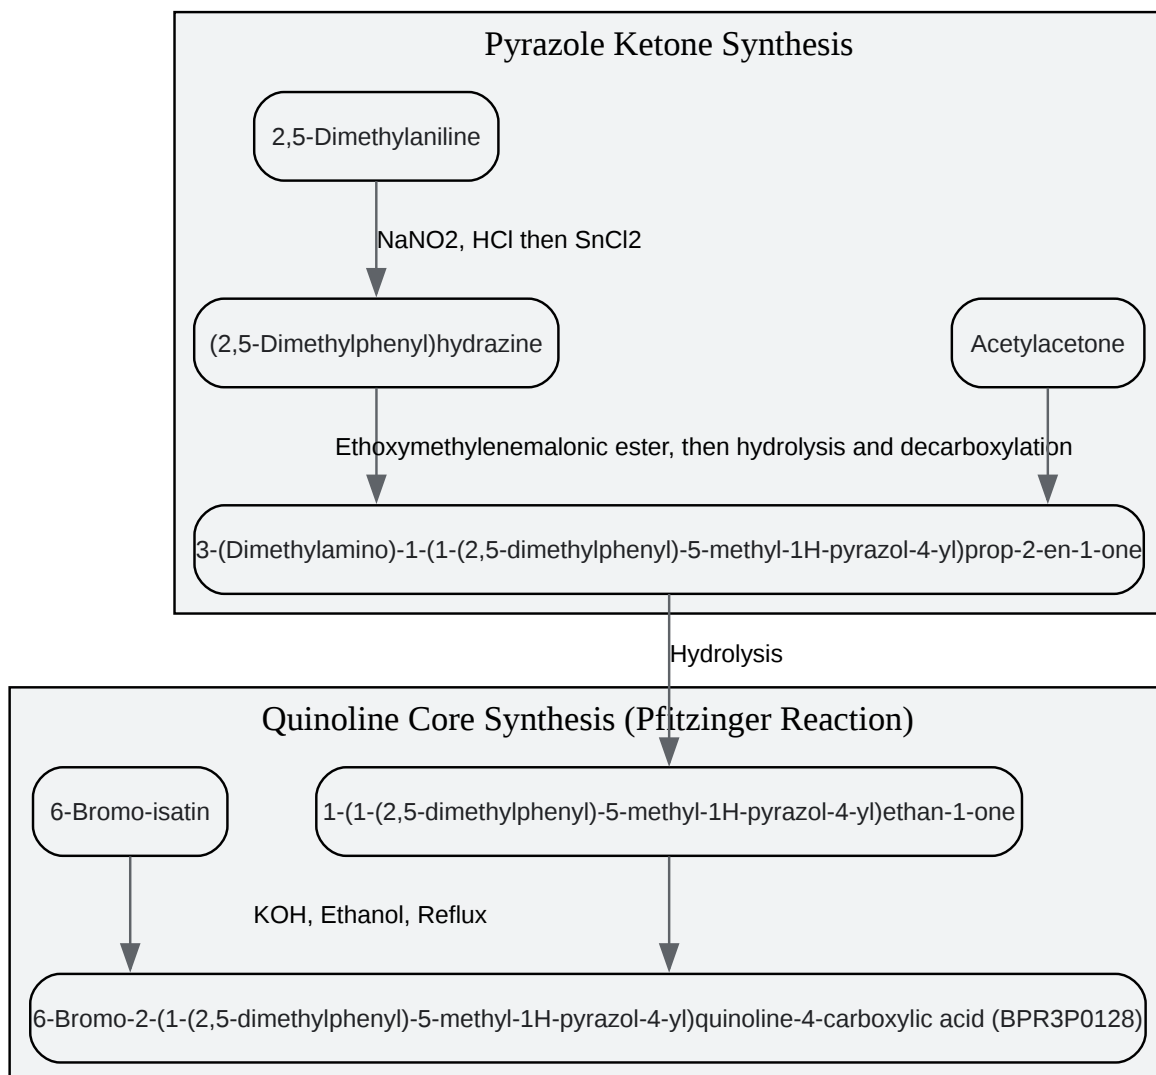 Pyrazole Ketone Synthesis
2,5-Dimethylaniline
NaNO2, HCl then SnCl2
(2,5-Dimethylphenyl)hydrazine
Acetylacetone
Ethoxymethylenemalonic ester, then hydrolysis and decarboxylation
3-(Dimethylamino)-1-(1-(2,5-dimethylphenyl)-5-methyl-1H-pyrazol-4-yl)prop-2-en-1-one
Hydrolysis
Quinoline Core Synthesis (Pfitzinger Reaction)
6-Bromo-isatin
1-(1-(2,5-dimethylphenyl)-5-methyl-1H-pyrazol-4-yl)ethan-1-one
KOH, Ethanol, Reflux
6-Bromo-2-(1-(2,5-dimethylphenyl)-5-methyl-1H-pyrazol-4-yl)quinoline-4-carboxylic acid (BPR3P0128)